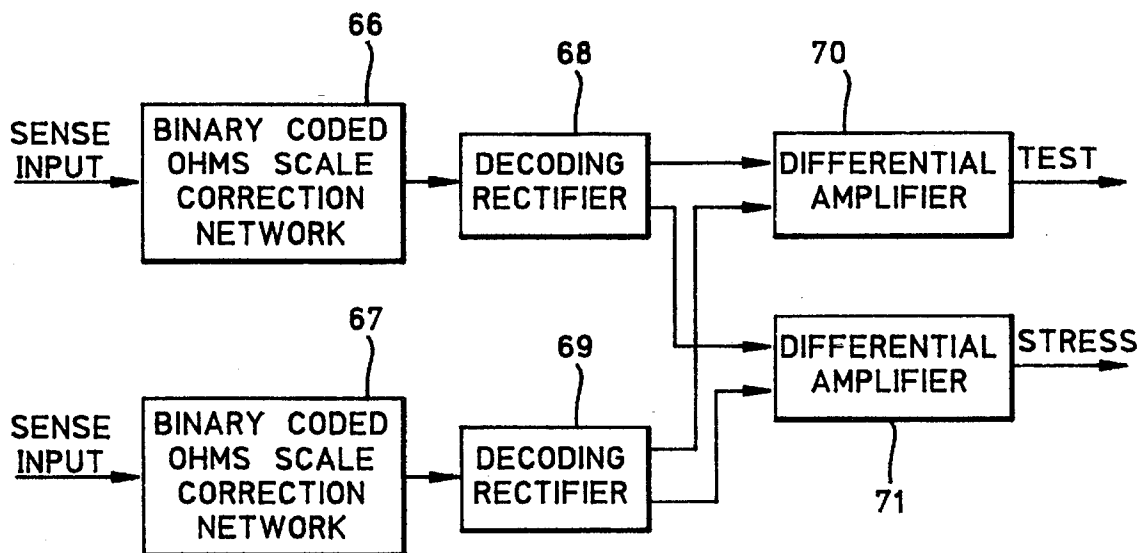 66
68
70
SENSE
INPUT
BINARY CODED
OHMS SCALE
CORRECTION
NETWORK
DECODING
RECTIFIER
DIFFERENTIAL
AMPLIFIER
TEST
67
69
SENSE
INPUT
BINARY CODED
OHMS SCALE
CORRECTION
NETWORK
DECODING
RECTIFIER
DIFFERENTIAL
AMPLIFIER
STRESS
71